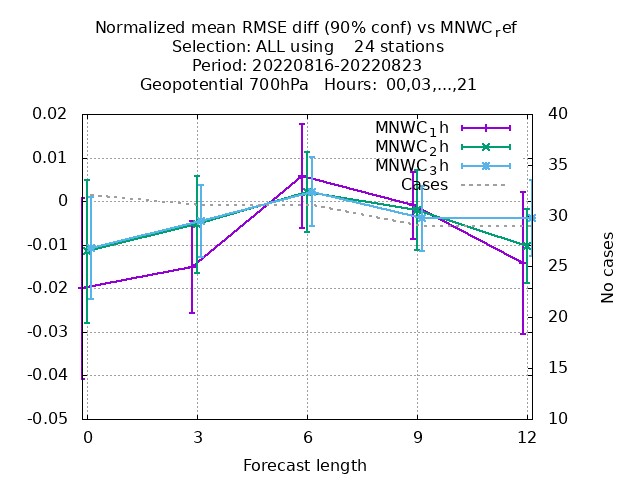 Normalized mean RMSE diff (90% conf) vs MNWC_ref
Selection: ALL using 24 stations
Period: 20220816-20220823
Geopotential 700hPa Hours: 00,03,...,21
0.02
0.01
0
-0.01
-0.02
-0.03
-0.04
-0.05
40
35
30
25
20
15
10
MNWC_1h
MNWC_2h
MNWC_3h
Cases
No cases
0 3 6 9 12
Forecast length